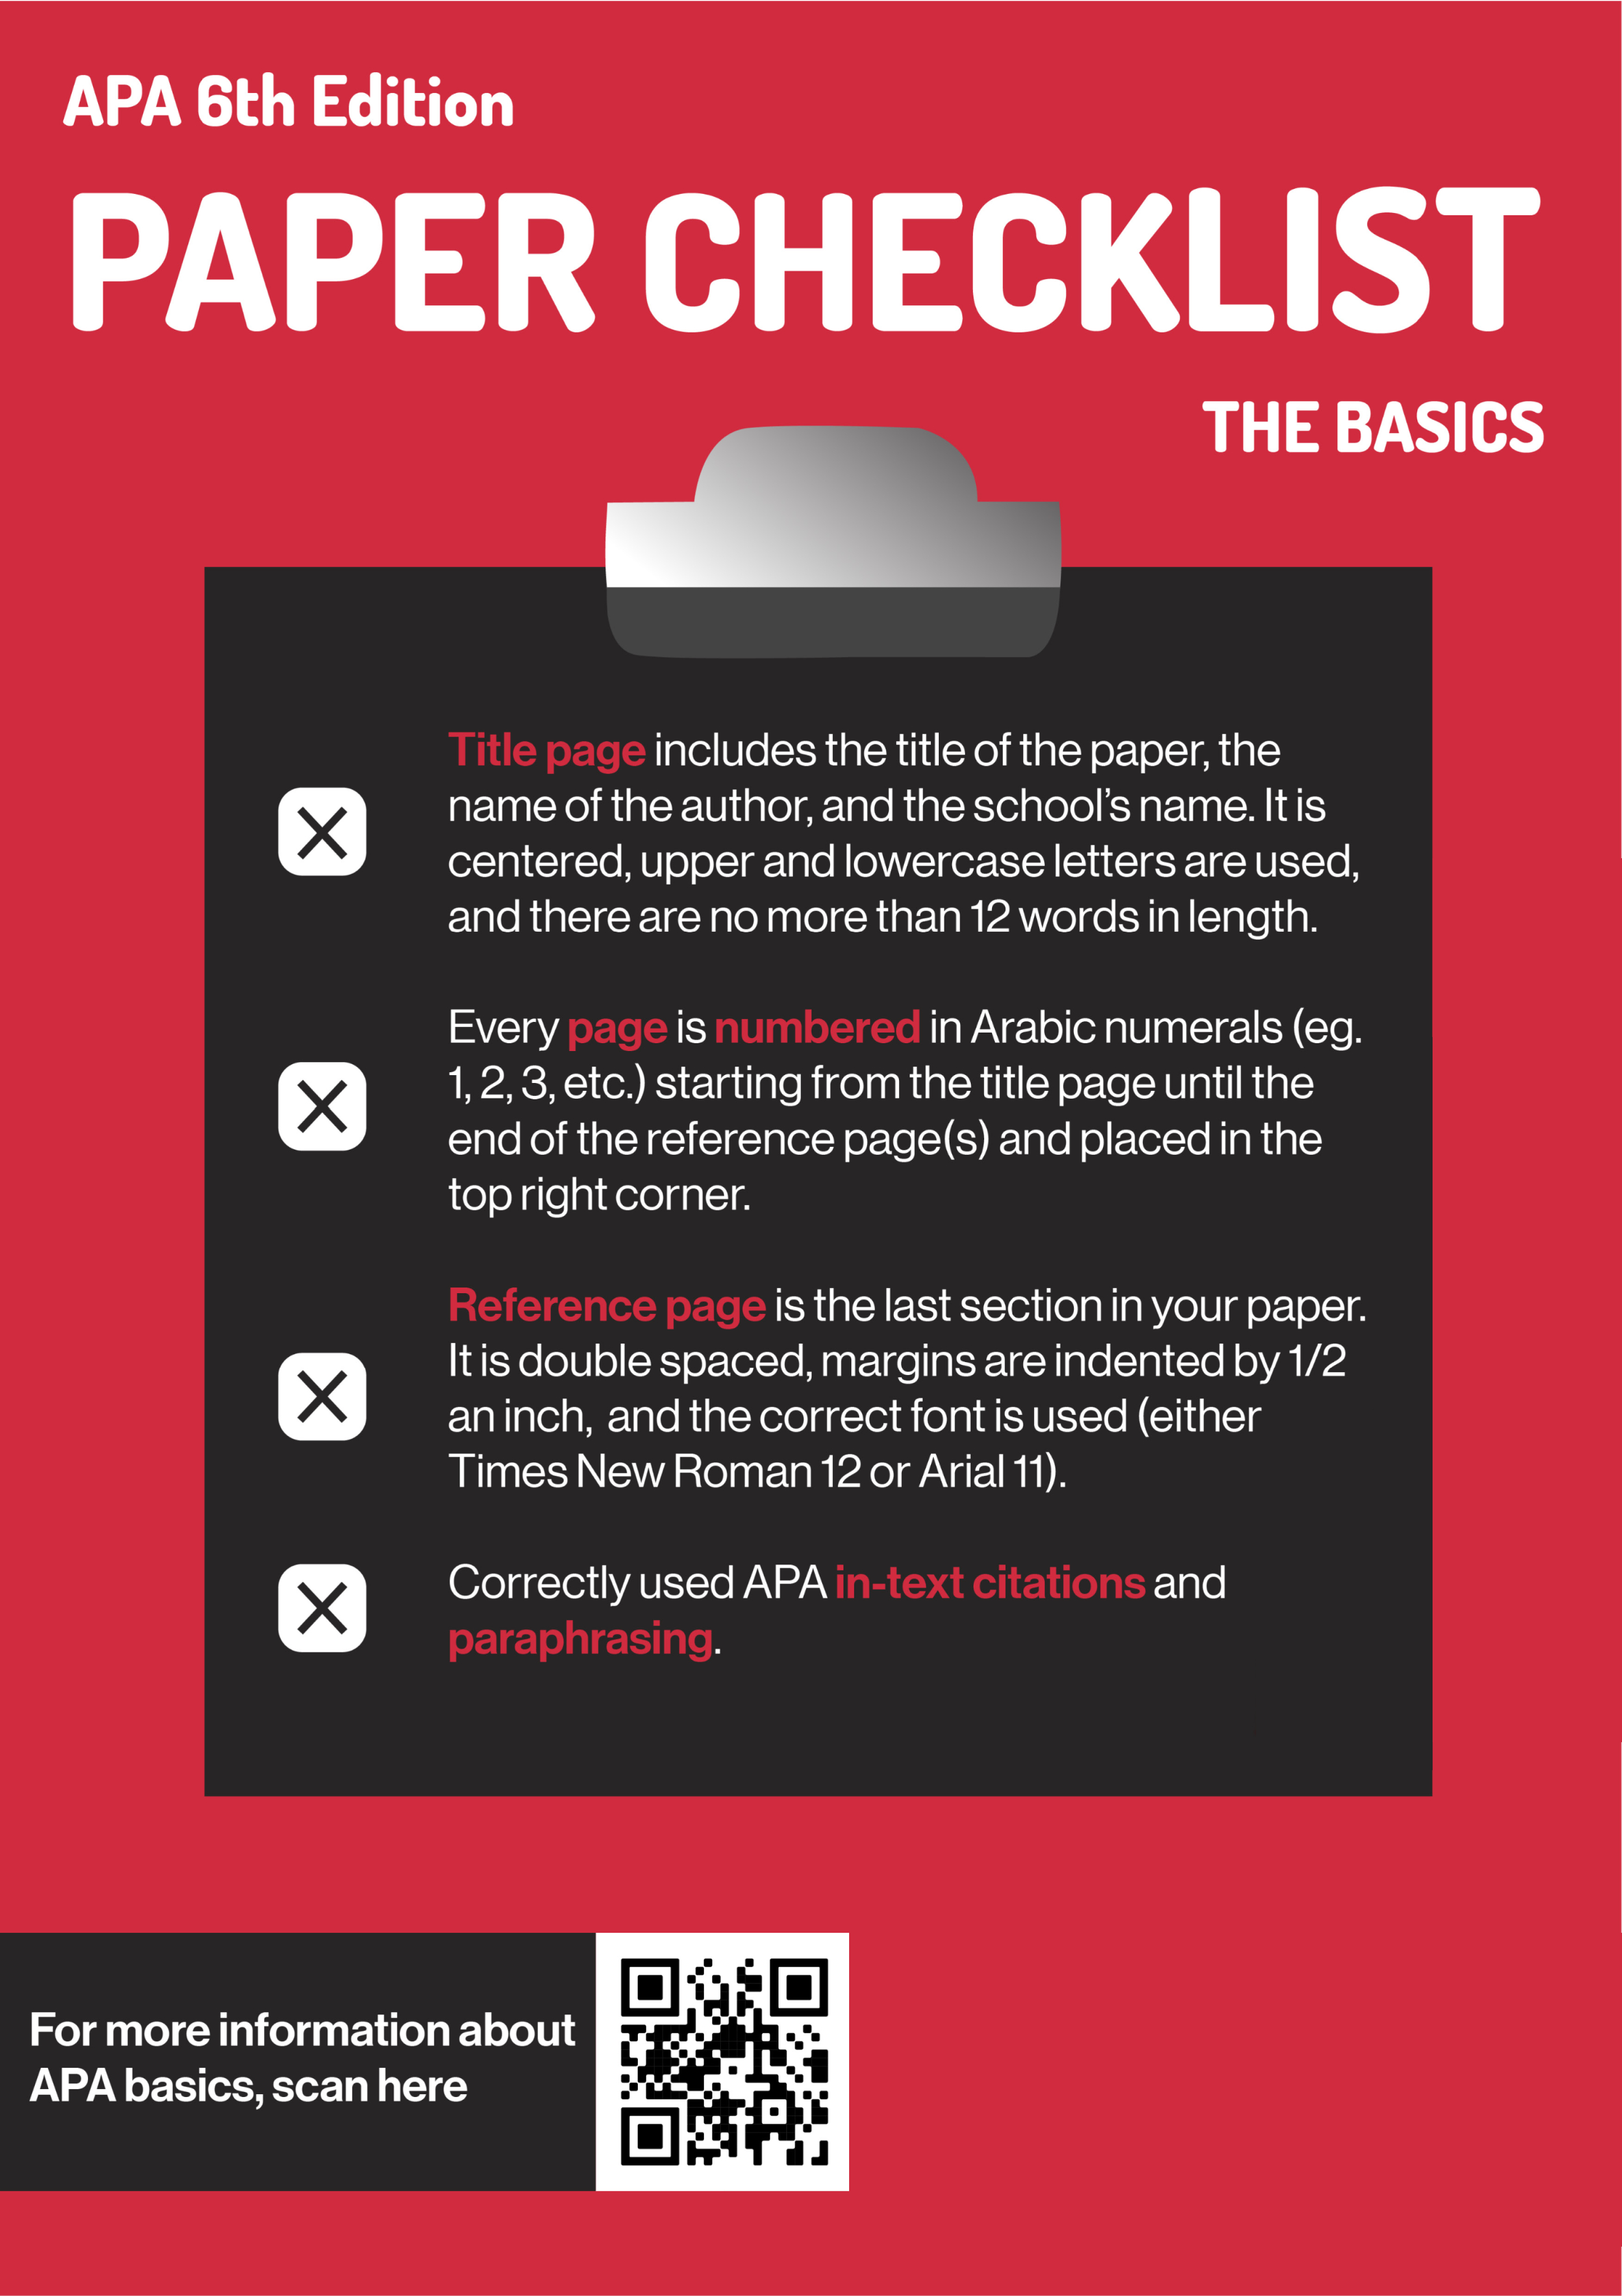 APA 6th Edition
PAPER CHECKLIST
THE BASICS
Title page includes the title of the paper, the
name of the author, and the school’s name. It is
centered, upper and lowercase letters are used,
and there are no more than 12 words in length.
Every page is numbered in Arabic numerals (eg.
1, 2, 3, etc.) starting from the title page until the
end of the reference page(s) and placed in the
top right corner.
Reference page is the last section in your paper.
It is double spaced, margins are indented by 1/2
an inch, and the correct font is used (either
Times New Roman 12 or Arial 11).
Correctly used APA in-text citations and
paraphrasing.
For more information about
APA basics, scan here